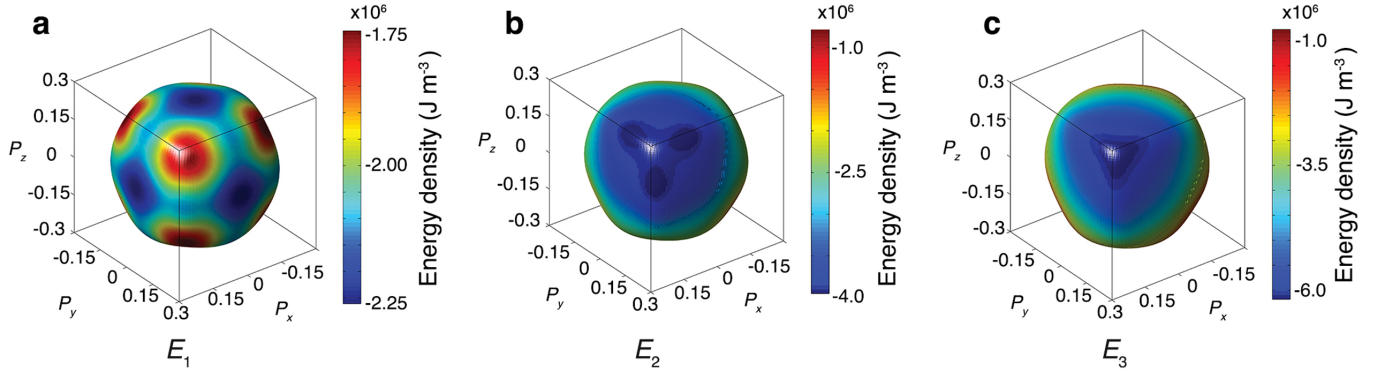 a
x10⁶
-1.75
-2.00
-2.25
Energy density (J m⁻³)
0.3
0.15
0
-0.15
-0.3
P_z
-0.15
0
0.15
0.3
P_y
0.15
0
-0.15
P_x
E₁
b
x10⁶
-1.0
-2.5
-4.0
Energy density (J m⁻³)
0.3
0.15
0
-0.15
-0.3
P_z
-0.15
0
0.15
0.3
P_y
0.15
0
-0.15
P_x
E₂
c
x10⁶
-1.0
-3.5
-6.0
Energy density (J m⁻³)
0.3
0.15
0
-0.15
-0.3
P_z
-0.15
0
0.15
0.3
P_y
0.15
0
-0.15
P_x
E₃